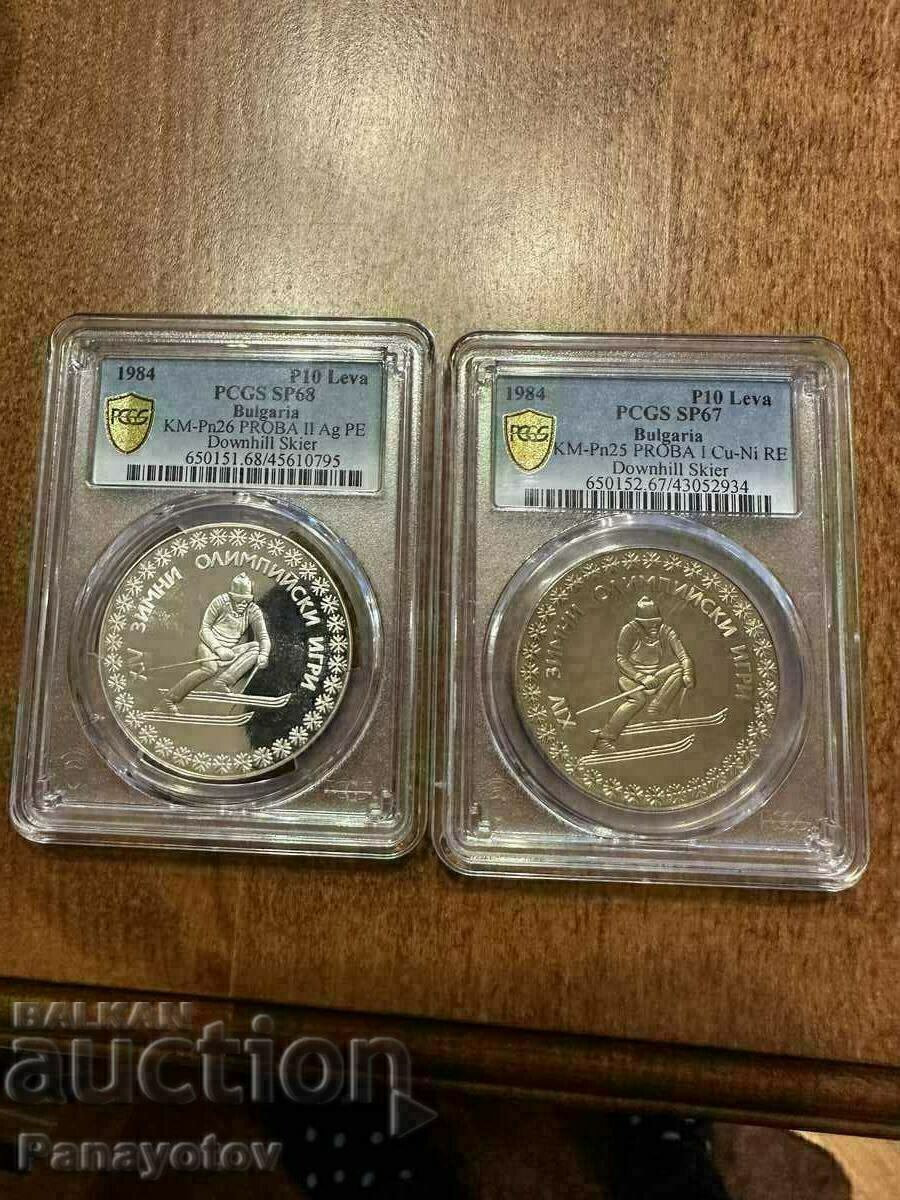 1984 P10 Leva
PCGS SP68
PCGS
Bulgaria
KM-Pn26 PROBA II Ag PE
Downhill Skier
650151.68/45610795
XIV ЗИМНИ ОЛИМПИЙСКИ ИГРИ
1984 P10 Leva
PCGS SP67
PCGS
Bulgaria
KM-Pn25 PROBA I Cu-Ni RE
Downhill Skier
650152.67/43052934
XIV ЗИМНИ ОЛИМПИЙСКИ ИГРИ
BALKAN
auction
Panayotov